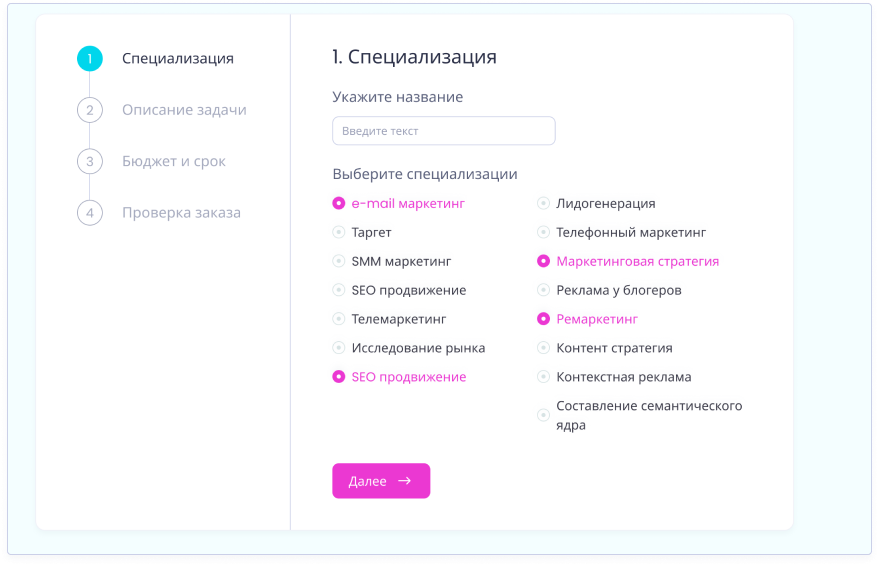 1 Специализация
2 Описание задачи
3 Бюджет и срок
4 Проверка заказа
1. Специализация
Укажите название
Введите текст
Выберите специализации
e-mail маркетинг
Таргет
SMM маркетинг
SEO продвижение
Телемаркетинг
Исследование рынка
SEO продвижение
Лидогенерация
Телефонный маркетинг
Маркетинговая стратегия
Реклама у блогеров
Ремаркетинг
Контент стратегия
Контекстная реклама
Составление семантического
ядра
Далее →